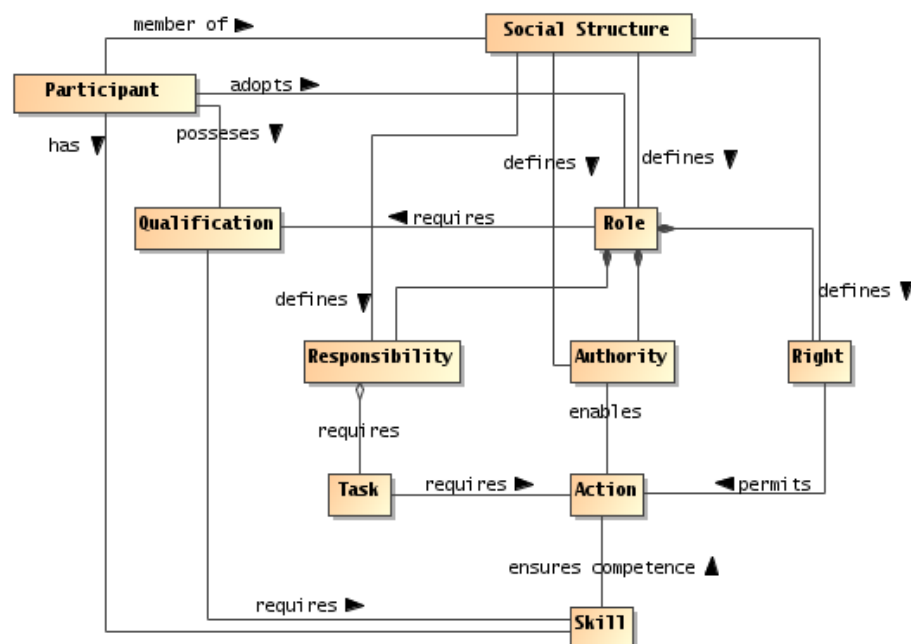 member of
Social Structure
Participant
adopts
has
posseses
defines
defines
Qualification
requires
Role
defines
defines
Responsibility
Authority
Right
enables
requires
Task
requires
Action
permits
ensures competence
requires
Skill